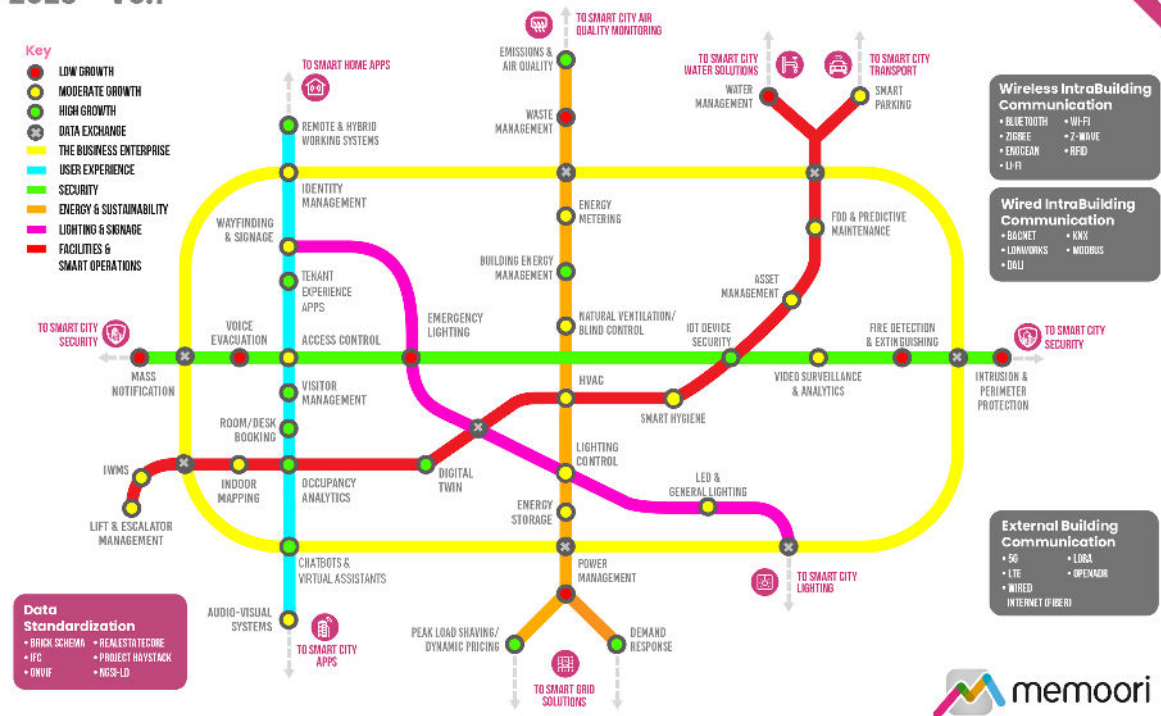 Key
LOW GROWTH
MODERATE GROWTH
HIGH GROWTH
DATA EXCHANGE
THE BUSINESS ENTERPRISE
USER EXPERIENCE
SECURITY
ENERGY & SUSTAINABILITY
LIGHTING & SIGNAGE
FACILITIES &
SMART OPERATIONS
TO SMART HOME APPS
REMOTE & HYBRID
WORKING SYSTEMS
IDENTITY
MANAGEMENT
WAYFINDING
& SIGNAGE
TENANT
EXPERIENCE
APPS
TO SMART CITY
SECURITY
VOICE
EVACUATION
ACCESS CONTROL
EMERGENCY
LIGHTING
MASS
NOTIFICATION
VISITOR
MANAGEMENT
ROOM/DESK
BOOKING
IWMS
INDOOR
MAPPING
OCCUPANCY
ANALYTICS
DIGITAL
TWIN
LIFT & ESCALATOR
MANAGEMENT
CHATBOTS &
VIRTUAL ASSISTANTS
AUDIO-VISUAL
SYSTEMS
TO SMART CITY
APPS
TO SMART CITY AIR
QUALITY MONITORING
EMISSIONS &
AIR QUALITY
WASTE
MANAGEMENT
ENERGY
METERING
BUILDING ENERGY
MANAGEMENT
NATURAL VENTILATION/
BLIND CONTROL
HVAC
LIGHTING
CONTROL
ENERGY
STORAGE
POWER
MANAGEMENT
PEAK LOAD SHAVING/
DYNAMIC PRICING
DEMAND
RESPONSE
TO SMART GRID
SOLUTIONS
TO SMART CITY
WATER SOLUTIONS
TO SMART CITY
TRANSPORT
WATER
MANAGEMENT
SMART
PARKING
FDD & PREDICTIVE
MAINTENANCE
ASSET
MANAGEMENT
IOT DEVICE
SECURITY
FIRE DETECTION
& EXTINGUISHING
TO SMART CITY
SECURITY
VIDEO SURVEILLANCE
& ANALYTICS
INTRUSION &
PERIMETER
PROTECTION
SMART HYGIENE
LED &
GENERAL LIGHTING
TO SMART CITY
LIGHTING
Wireless IntraBuilding
Communication
• BLUETOOTH • WI-FI
• ZIGBEE • Z-WAVE
• ENOCEAN • RFID
• LI-FI
Wired IntraBuilding
Communication
• BACNET • KNX
• LONWORKS • MODBUS
• DALI
External Building
Communication
• 5G • LORA
• LTE • OPENADR
• WIRED
INTERNET (FIBER)
Data
Standardization
• BRICK SCHEMA • REALESTATECORE
• IFC • PROJECT HAYSTACK
• ONVIF • NGSI-LD
memoori